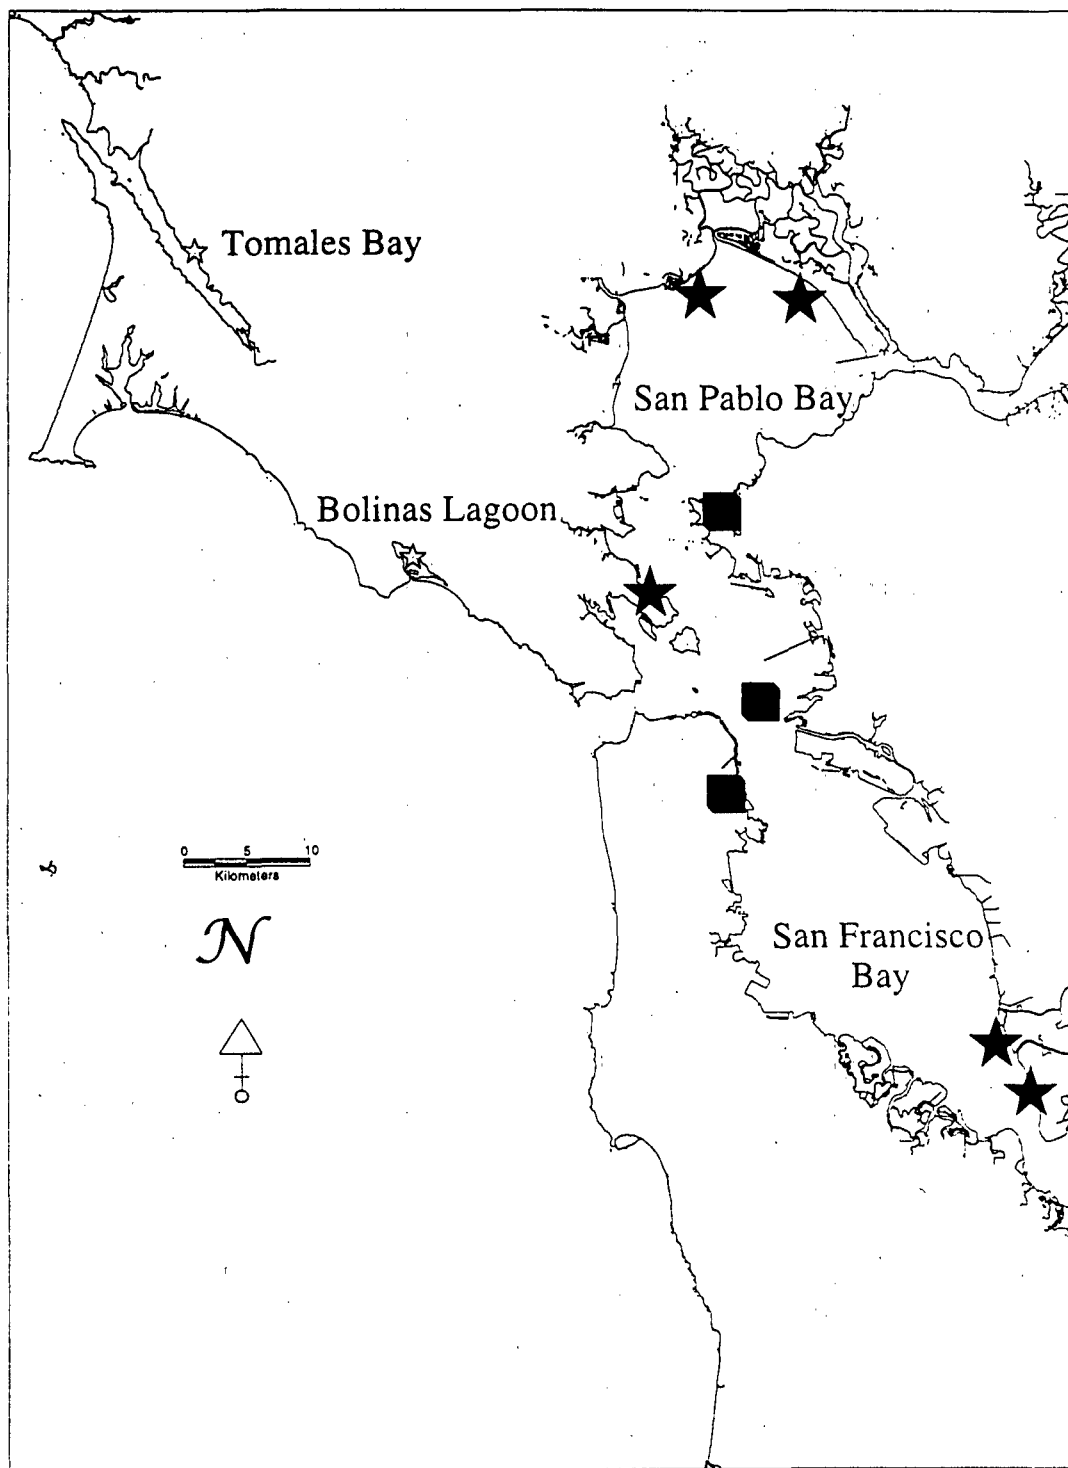 Tomales Bay
San Pablo Bay
Bolinas Lagoon
0 5 10
Kilometers
N
San Francisco
Bay